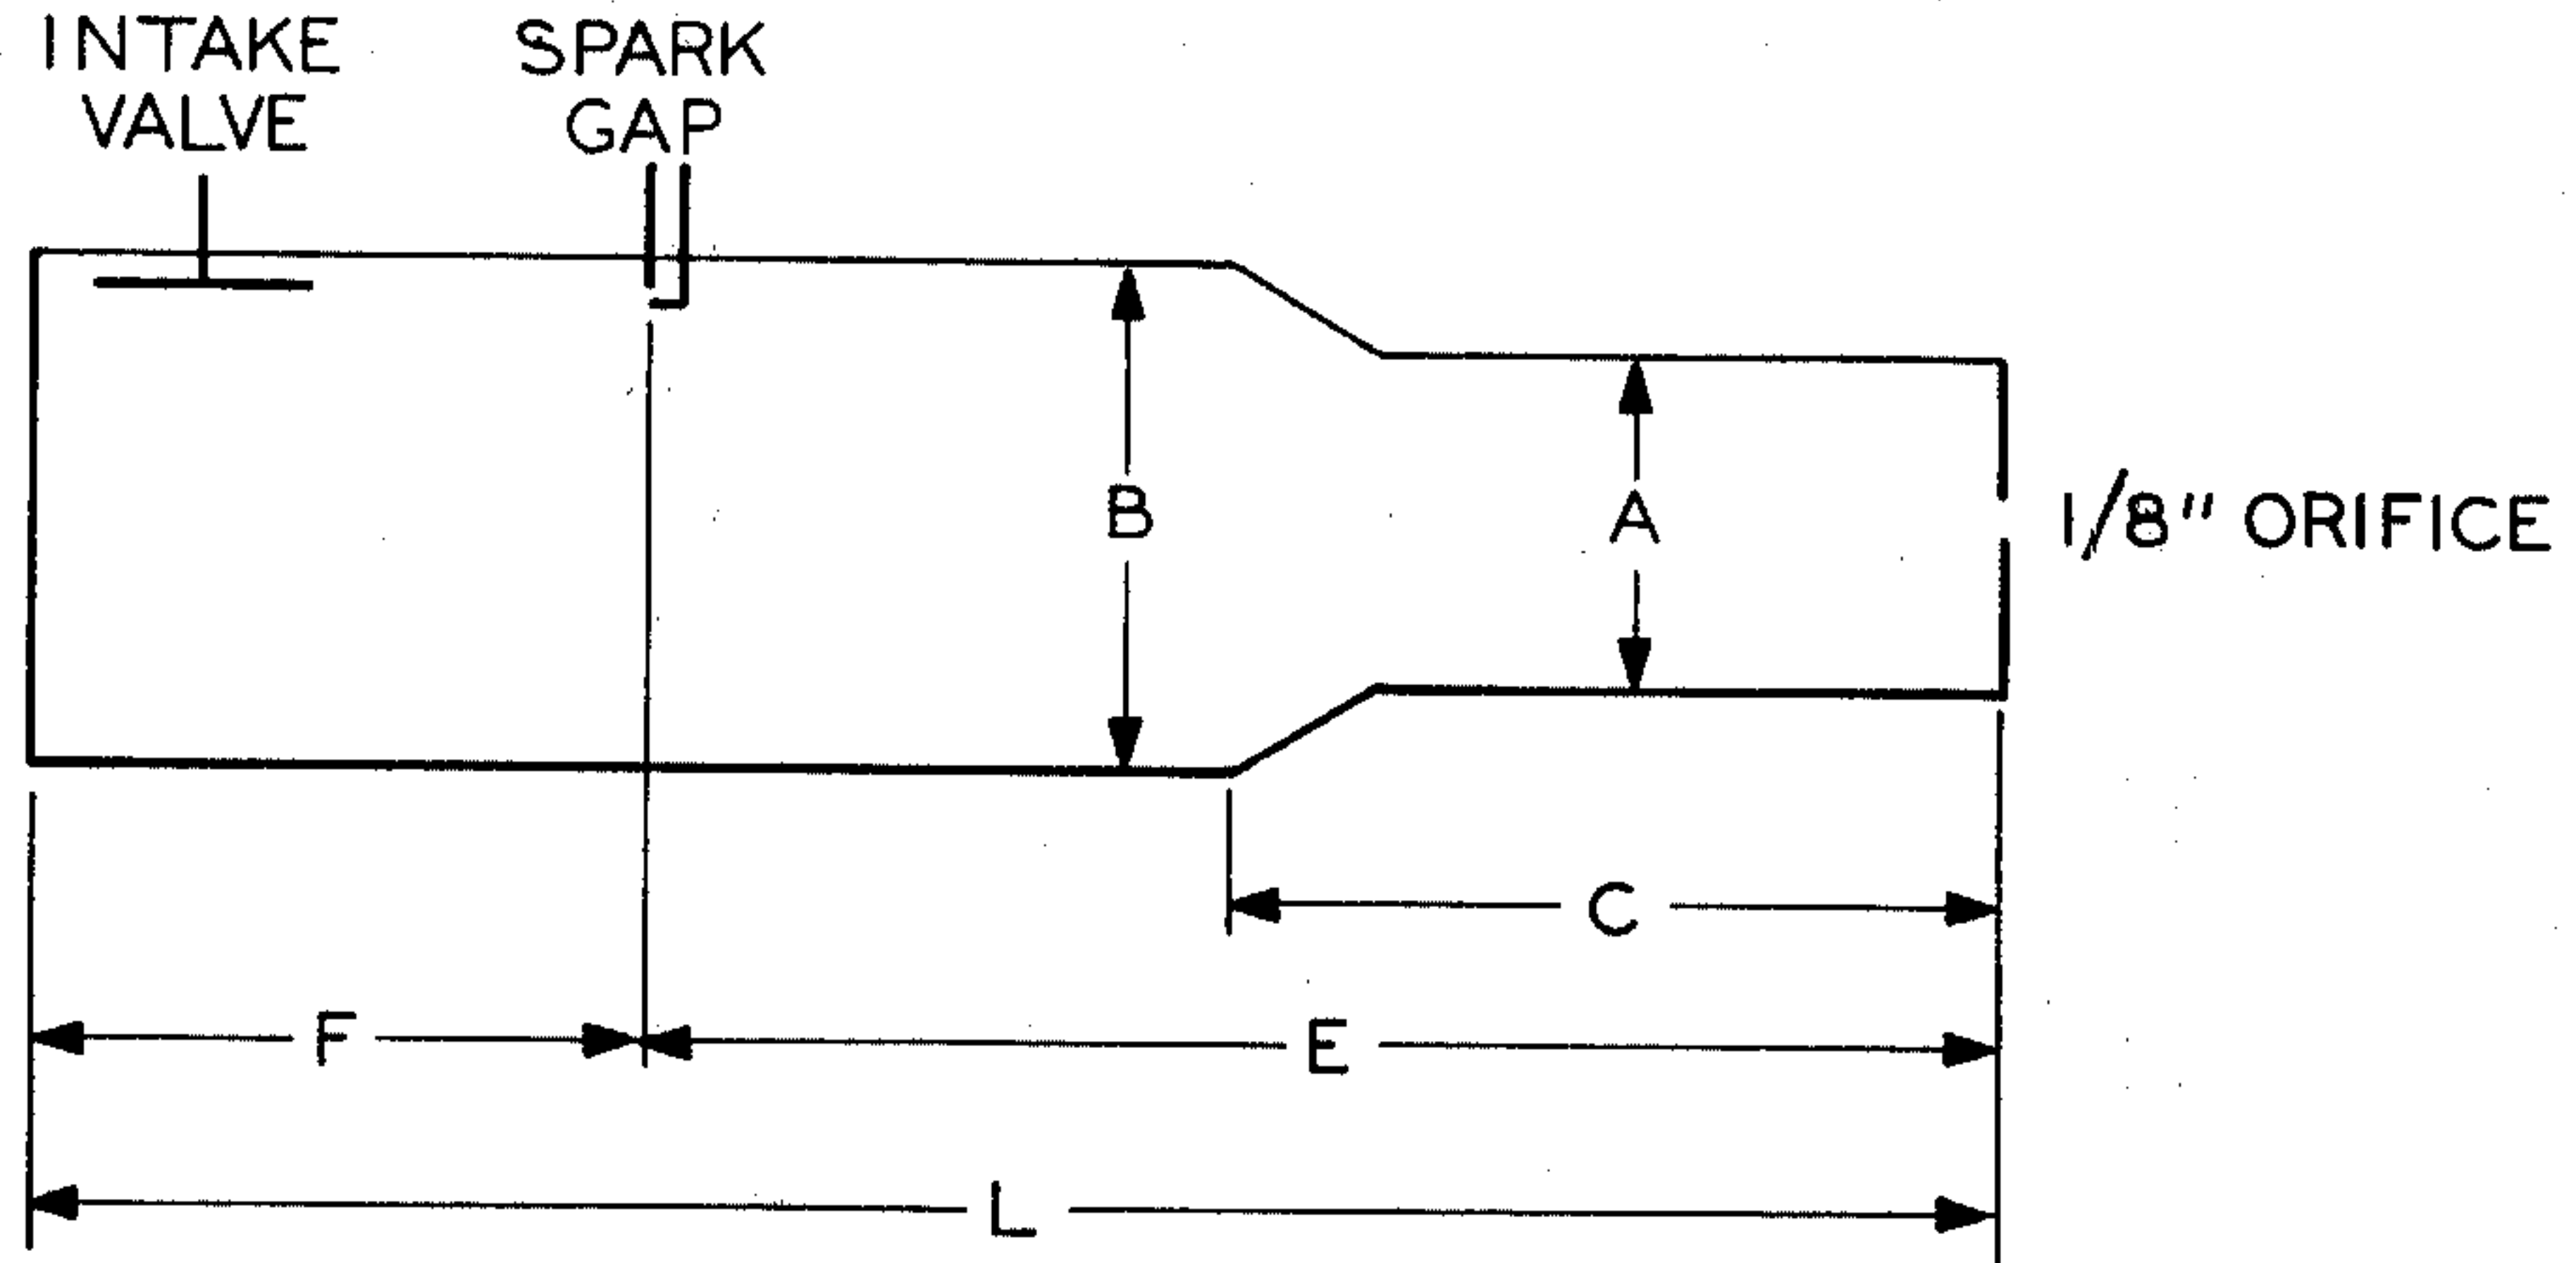 INTAKE
VALVE
SPARK
GAP
B
A
1/8" ORIFICE
C
F
E
L